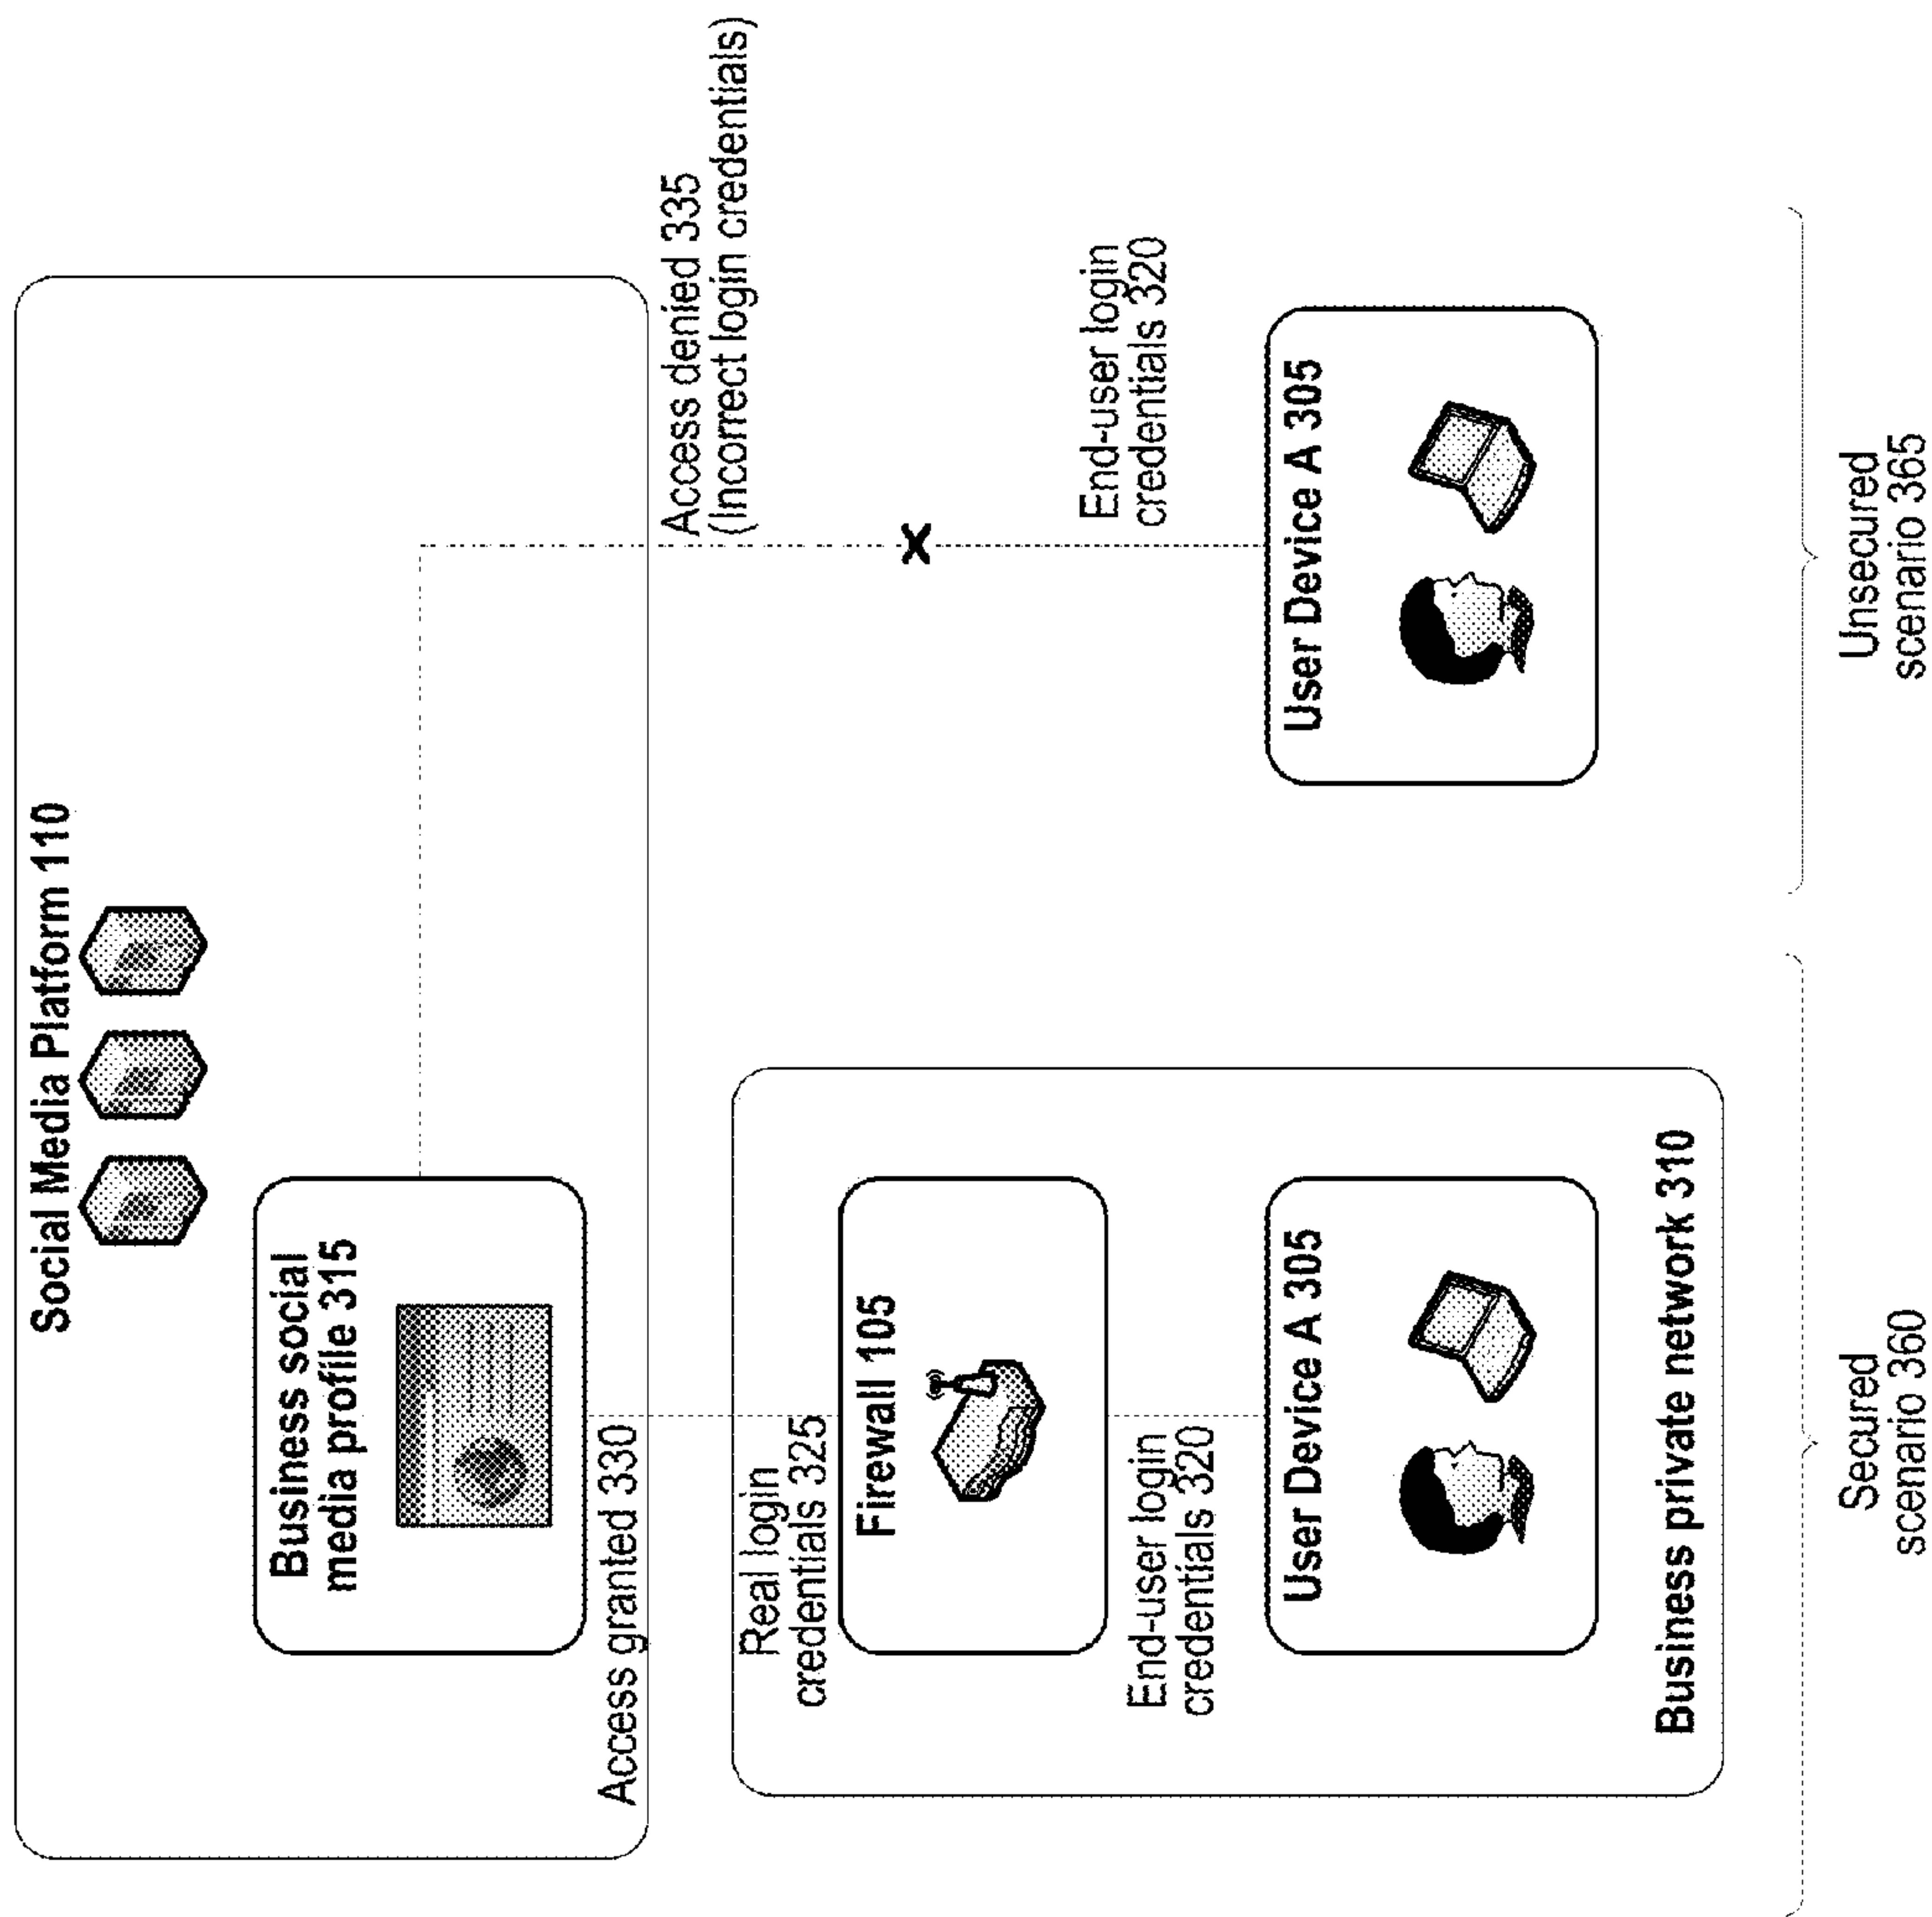 Social Media Platform 110
Business social
media profile 315
Access granted 330
Access denied 335
(Incorrect login credentials)
Real login
credentials 325
Firewall 105
End-user login
credentials 320
End-user login
credentials 320
User Device A 305
User Device A 305
Business private network 310
Secured
scenario 360
Unsecured
scenario 365